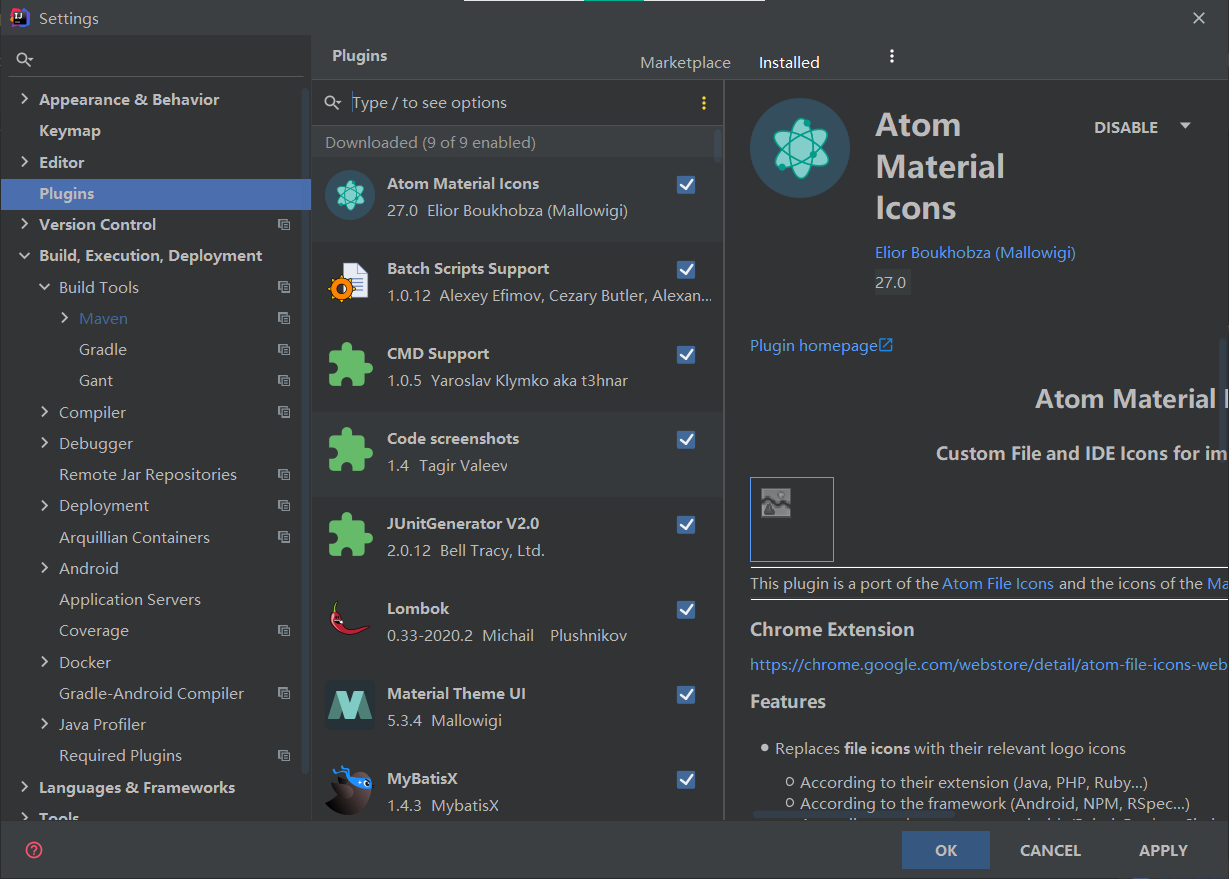 Settings
Plugins
Marketplace
Installed
Appearance & Behavior
Keymap
Editor
Plugins
Version Control
Build, Execution, Deployment
Build Tools
Maven
Gradle
Gant
Compiler
Debugger
Remote Jar Repositories
Deployment
Arquillian Containers
Android
Application Servers
Coverage
Docker
Gradle-Android Compiler
Java Profiler
Required Plugins
Languages & Frameworks
Tools
Type / to see options
Downloaded (9 of 9 enabled)
Atom Material Icons
27.0 Elior Boukhobza (Mallowigi)
Batch Scripts Support
1.0.12 Alexey Efimov, Cezary Butler, Alexan...
CMD Support
1.0.5 Yaroslav Klymko aka t3hnar
Code screenshots
1.4 Tagir Valeev
JUnitGenerator V2.0
2.0.12 Bell Tracy, Ltd.
Lombok
0.33-2020.2 Michail Plushnikov
Material Theme UI
5.3.4 Mallowigi
MyBatisX
1.4.3 MybatisX
Atom
Material
Icons
DISABLE
Elior Boukhobza (Mallowigi)
27.0
Plugin homepage
Atom Material
Custom File and IDE Icons for im
This plugin is a part of the Atom File Icons and the icons of the Ma
Chrome Extension
https://chrome.google.com/webstore/detail/atom-file-icons-web
Features
Replaces file icons with their relevant logo icons
According to their extension (Java, PHP, Ruby...)
According to the framework (Android, NPM, RSpec...)
OK
CANCEL
APPLY